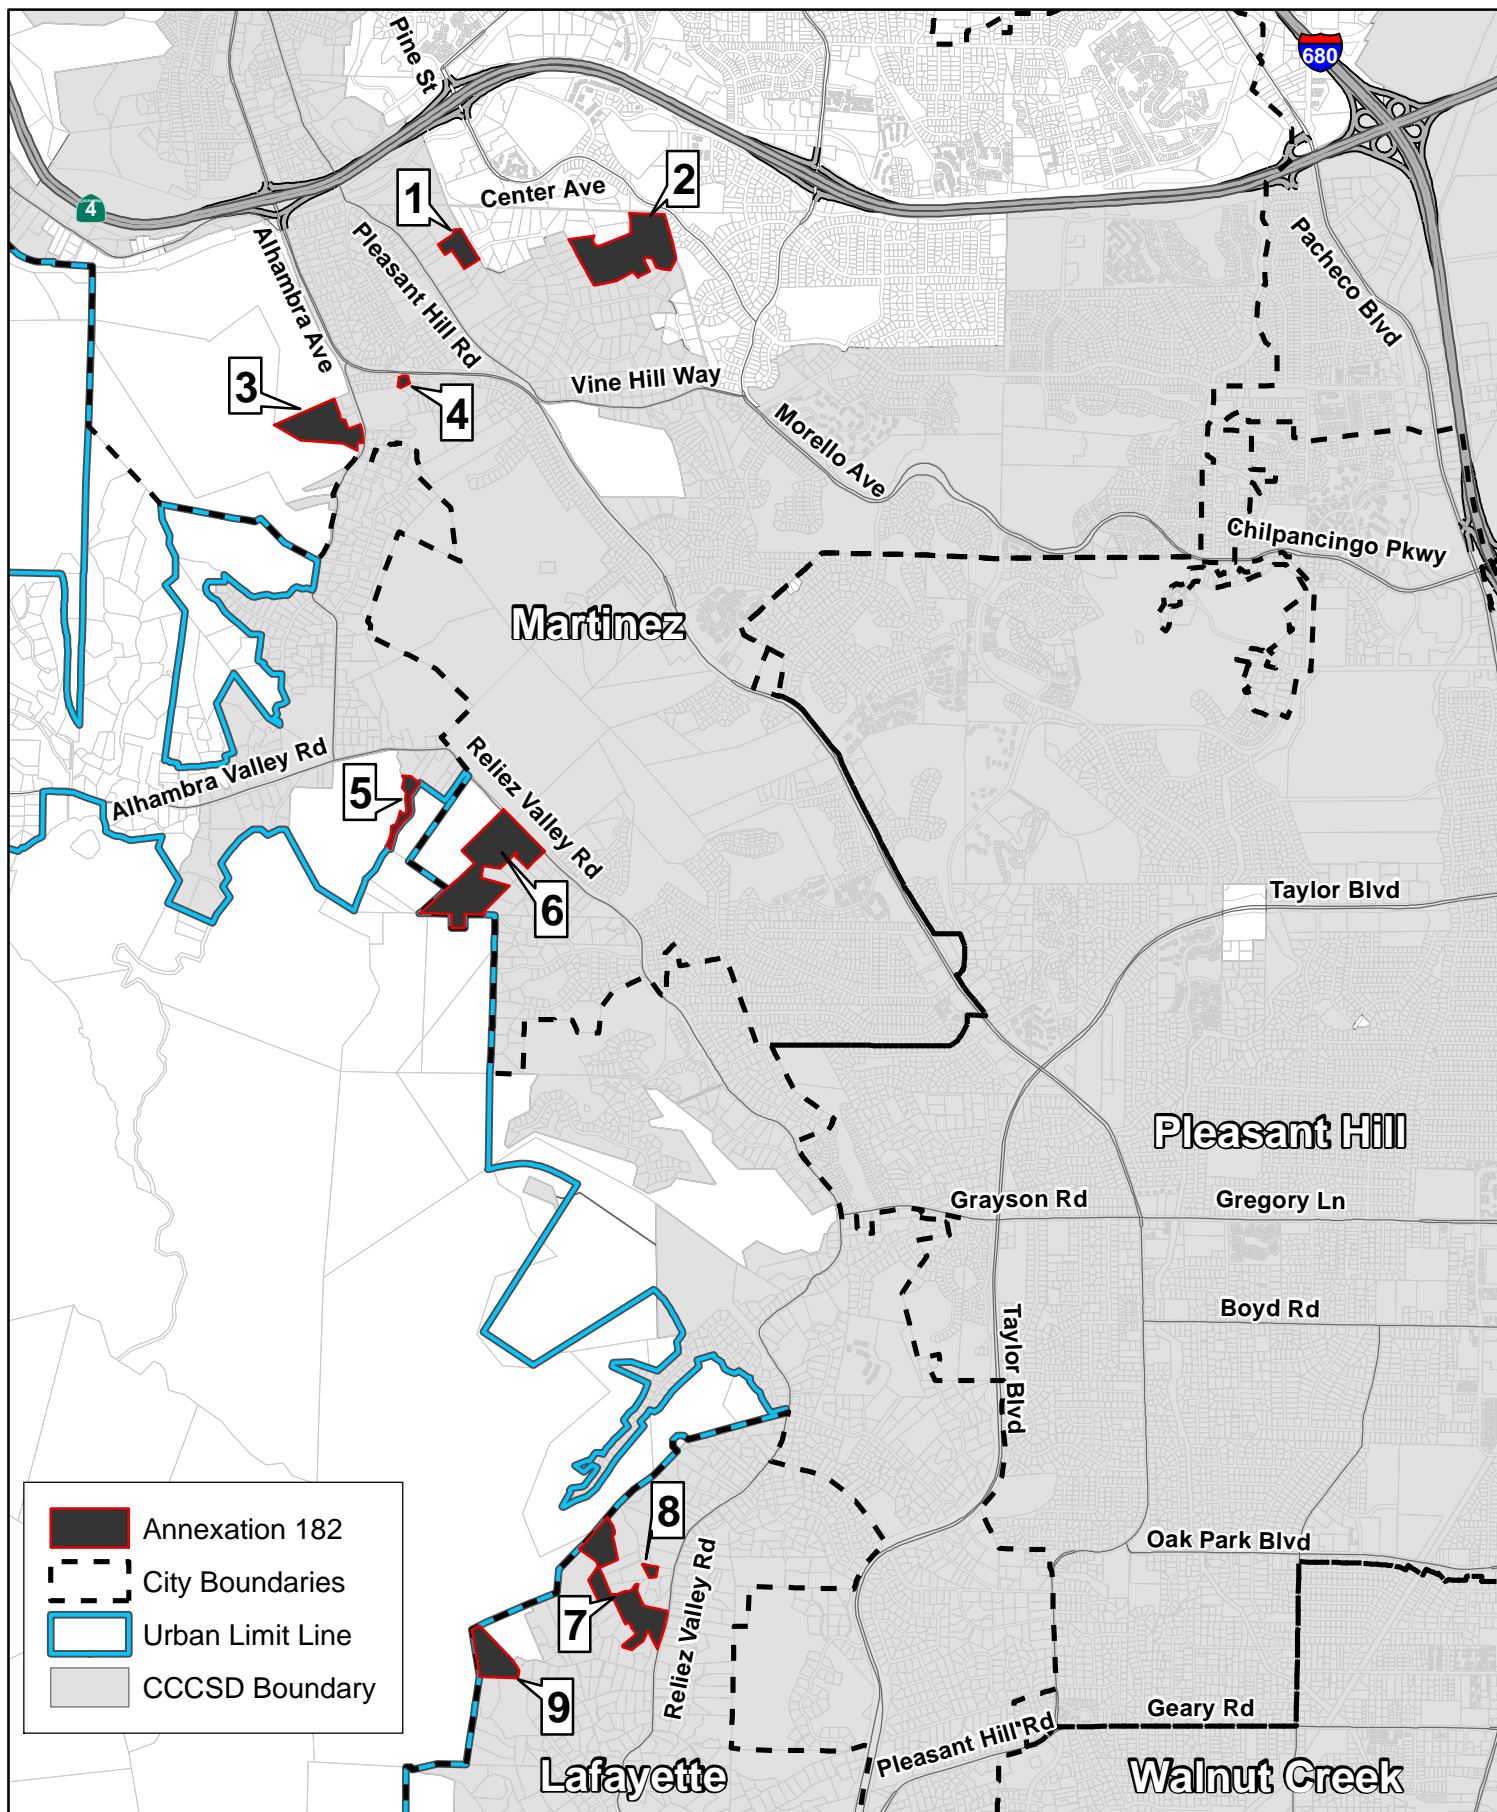 Pine St
680
4
Center Ave
1
2
Alhambra Ave
Pleasant Hill Rd
Pacheco Blvd
3
4
Vine Hill Way
Morello Ave
Chilpancingo Pkwy
Martinez
Alhambra Valley Rd
5
Reliez Valley Rd
6
Taylor Blvd
Pleasant Hill
Grayson Rd
Gregory Ln
Boyd Rd
Taylor Blvd
8
Oak Park Blvd
7
Reliez Valley Rd
9
Geary Rd
Pleasant Hill Rd
Lafayette
Walnut Creek
Annexation 182
City Boundaries
Urban Limit Line
CCCSD Boundary